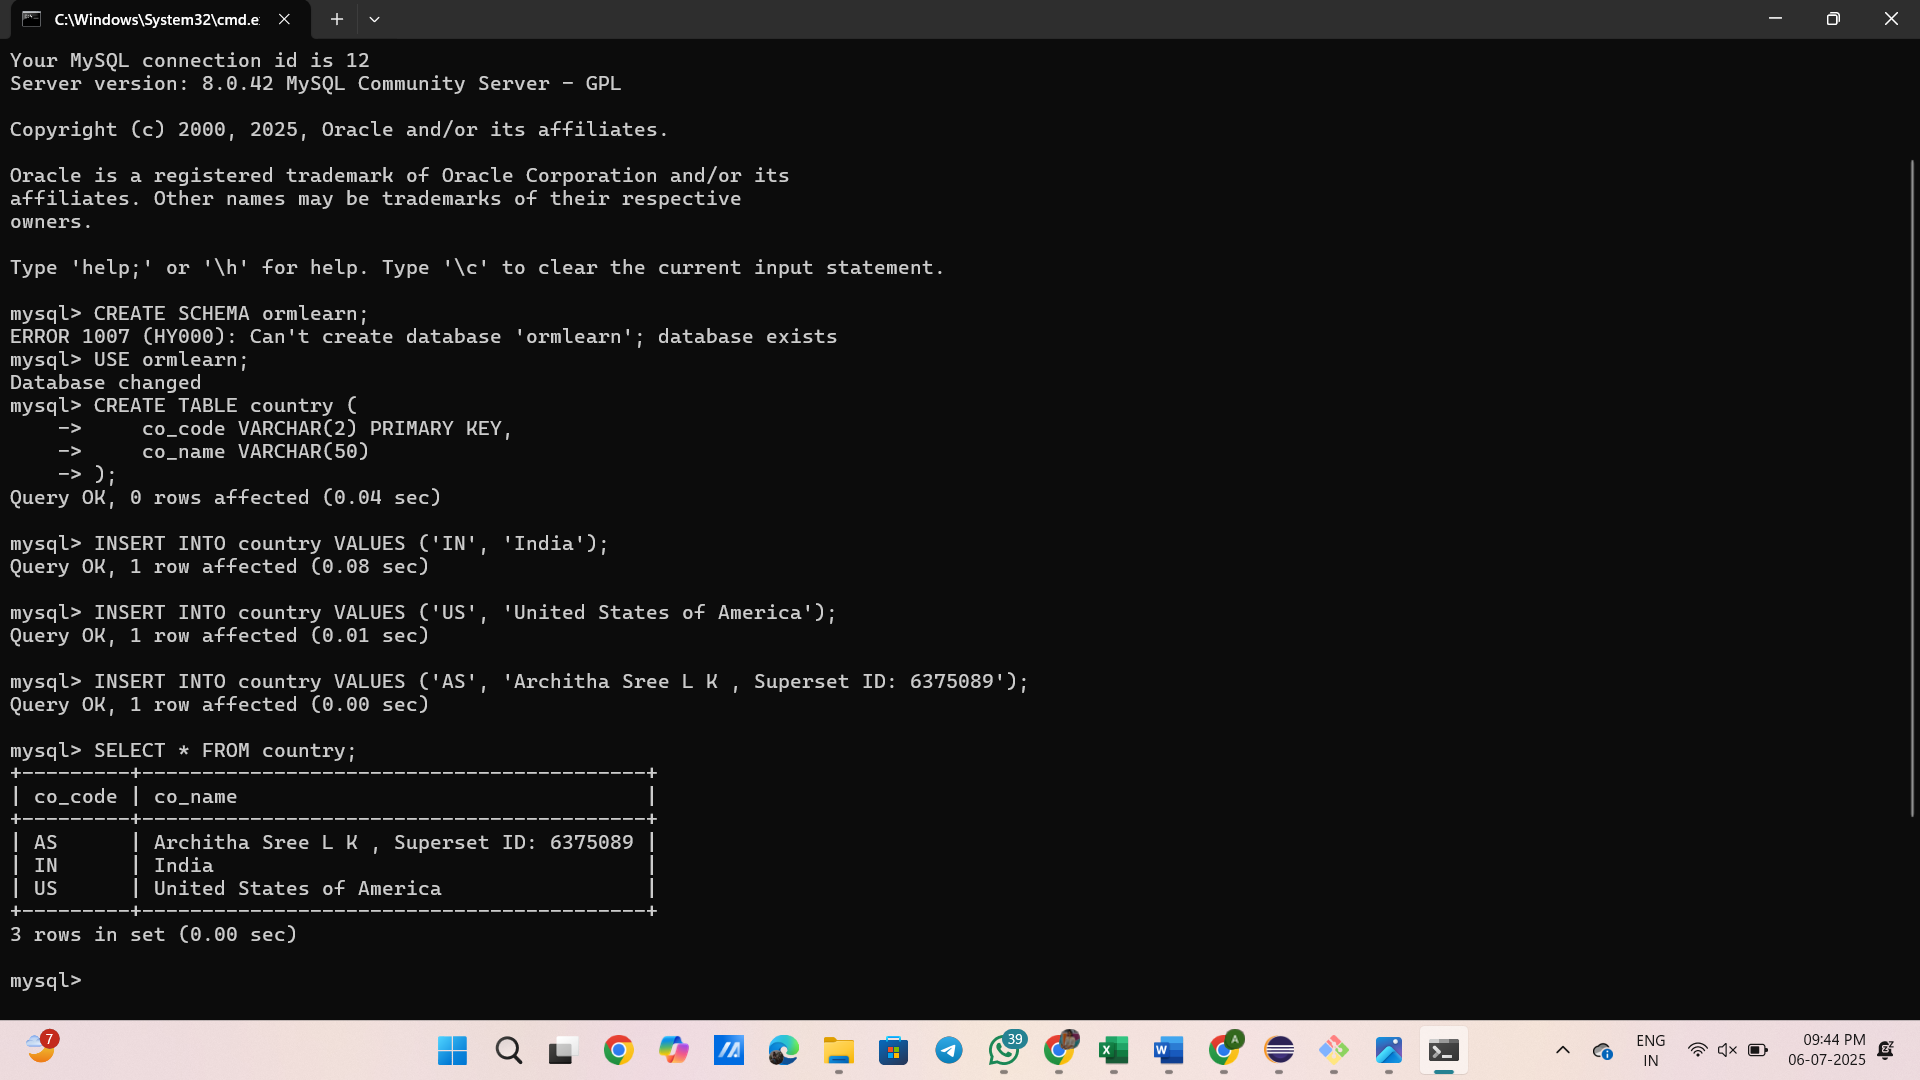 C:\Windows\System32\cmd.e
Your MySQL connection id is 12
Server version: 8.0.42 MySQL Community Server - GPL
Copyright (c) 2000, 2025, Oracle and/or its affiliates.
Oracle is a registered trademark of Oracle Corporation and/or its
affiliates. Other names may be trademarks of their respective
owners.
Type 'help;' or '\h' for help. Type '\c' to clear the current input statement.
mysql> CREATE SCHEMA ormlearn;
ERROR 1007 (HY000): Can't create database 'ormlearn'; database exists
mysql> USE ormlearn;
Database changed
mysql> CREATE TABLE country (
    ->     co_code VARCHAR(2) PRIMARY KEY,
    ->     co_name VARCHAR(50)
    -> );
Query OK, 0 rows affected (0.04 sec)
mysql> INSERT INTO country VALUES ('IN', 'India');
Query OK, 1 row affected (0.08 sec)
mysql> INSERT INTO country VALUES ('US', 'United States of America');
Query OK, 1 row affected (0.01 sec)
mysql> INSERT INTO country VALUES ('AS', 'Architha Sree L K , Superset ID: 6375089');
Query OK, 1 row affected (0.00 sec)
mysql> SELECT * FROM country;
+---------+------------------------------------------+
| co_code | co_name                                  |
+---------+------------------------------------------+
| AS      | Architha Sree L K , Superset ID: 6375089 |
| IN      | India                                    |
| US      | United States of America                 |
+---------+------------------------------------------+
3 rows in set (0.00 sec)
mysql>
7
39
A
ENG
IN
09:44 PM
06-07-2025